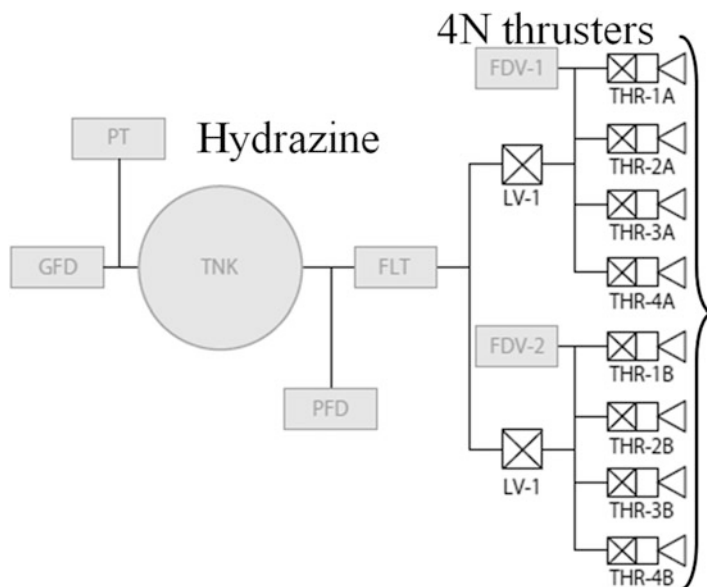 4N thrusters
FDV-1
THR-1A
PT
Hydrazine
THR-2A
LV-1
THR-3A
GFD
TNK
FLT
THR-4A
FDV-2
THR-1B
PFD
THR-2B
LV-1
THR-3B
THR-4B